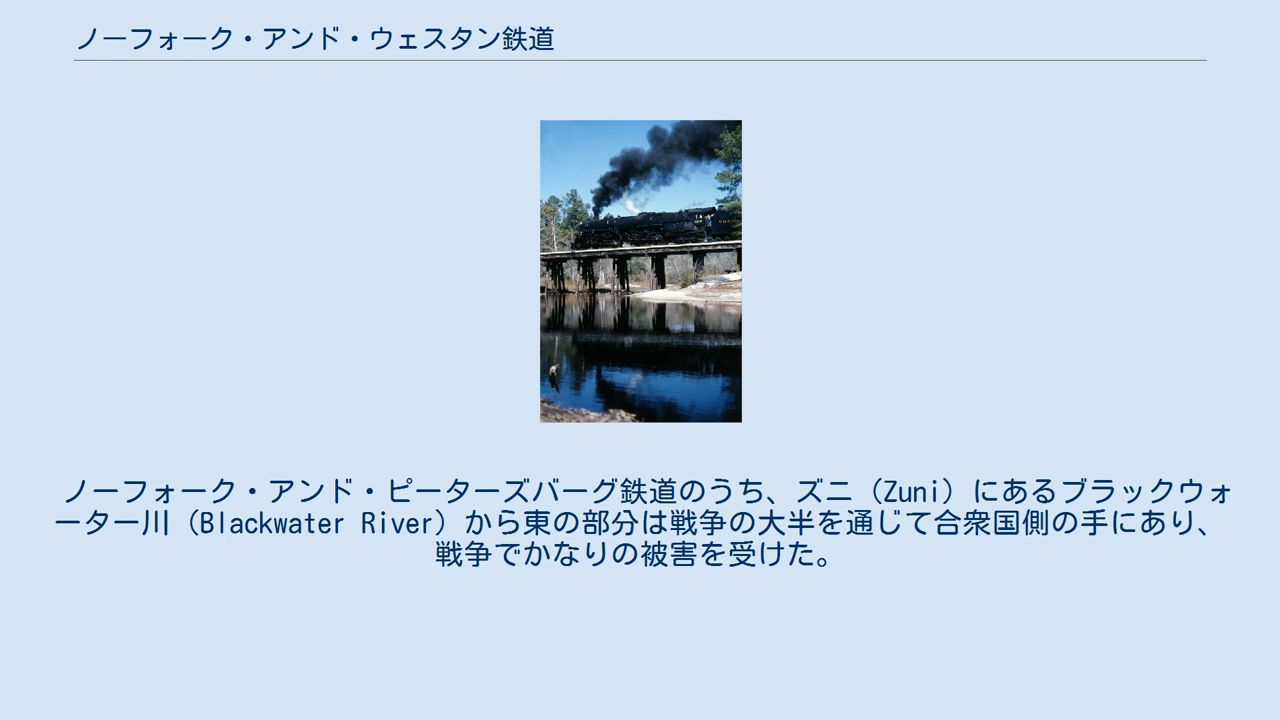 ノーフォーク・アンド・ウェスタン鉄道
ノーフォーク・アンド・ピーターズバーグ鉄道のうち、ズニ（Zuni）にあるブラックウォ
ーター川（Blackwater River）から東の部分は戦争の大半を通じて合衆国側の手にあり、
戦争でかなりの被害を受けた。